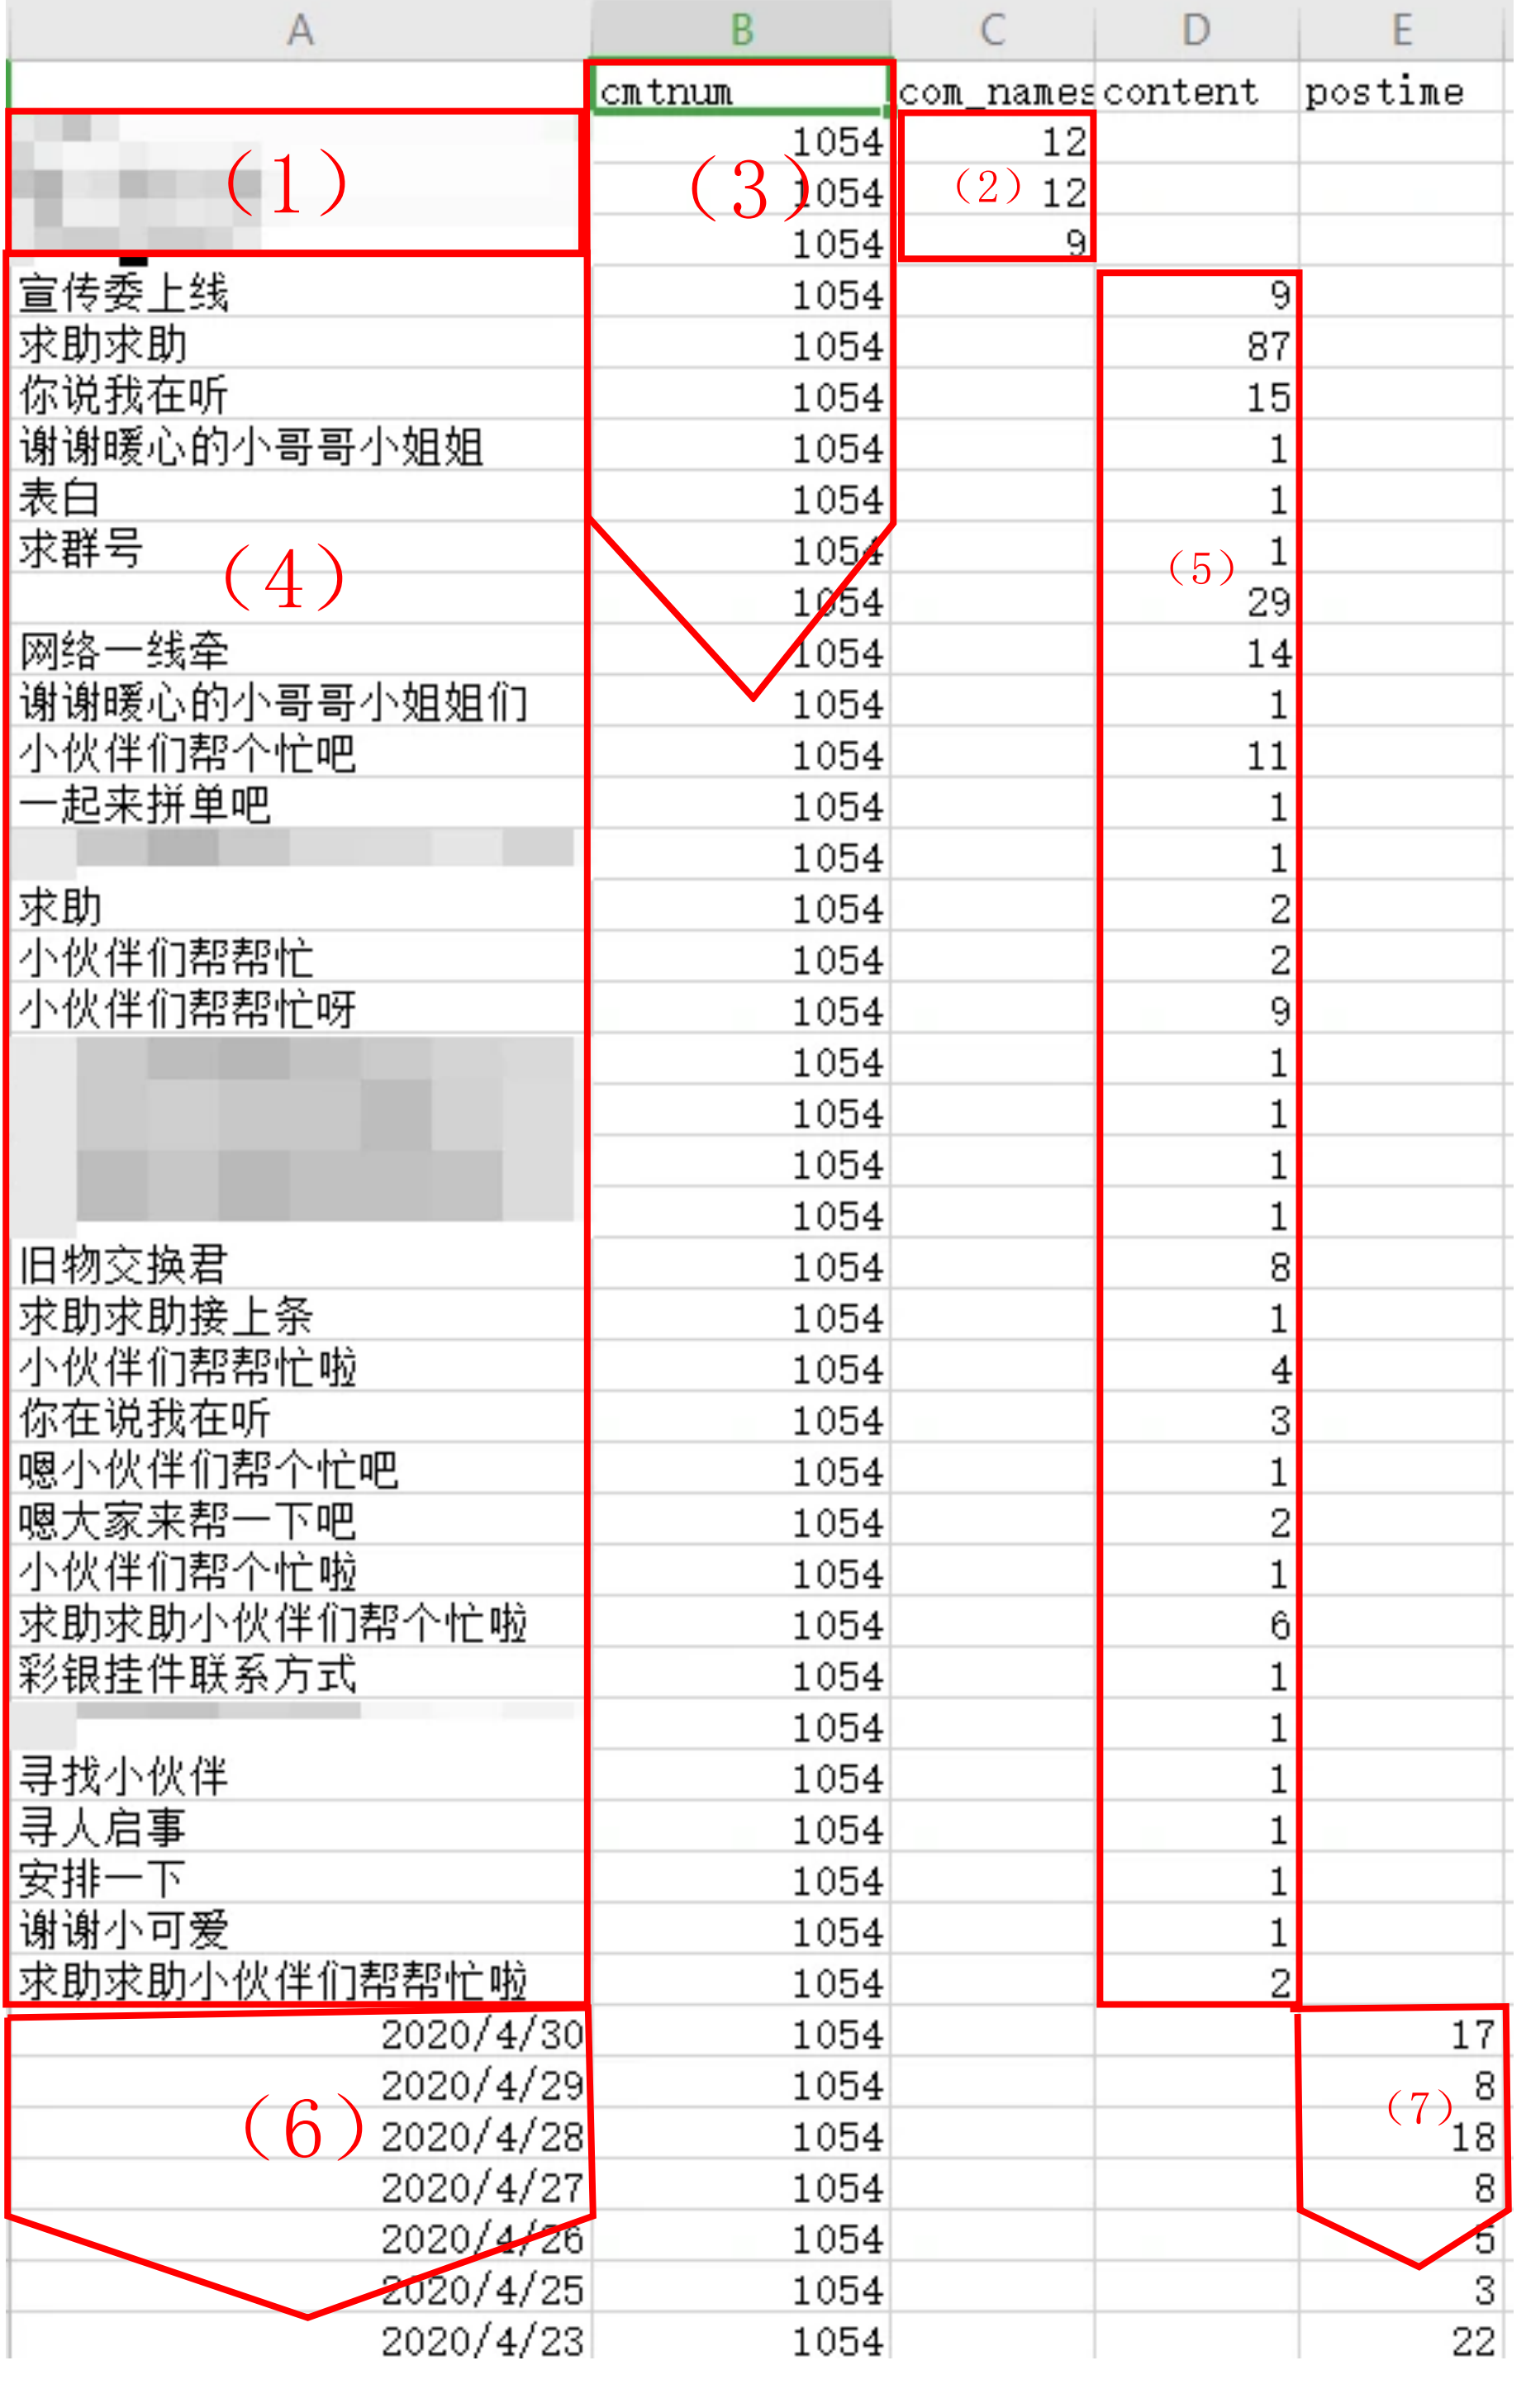 A B C D E
cmtnum com_names content postime
1054 12
1054 12
1054 9
(1) (3) (2)
宣传委上线 1054 9
求助求助 1054 87
你说我在听 1054 15
谢谢暖心的小哥哥小姐姐 1054 1
表白 1054 1
求群号 1054 1
(4) (5)
1054 29
网络一线牵 1054 14
谢谢暖心的小哥哥小姐姐们 1054 1
小伙伴们帮个忙吧 1054 11
一起来拼单吧 1054 1
1054 1
求助 1054 2
小伙伴们帮帮忙 1054 2
小伙伴们帮帮忙呀 1054 9
1054 1
1054 1
1054 1
1054 1
旧物交换君 1054 8
求助求助接上条 1054 1
小伙伴们帮帮忙啦 1054 4
你在说我在听 1054 3
嗯小伙伴们帮个忙吧 1054 1
嗯大家来帮一下吧 1054 2
小伙伴们帮个忙啦 1054 1
求助求助小伙伴们帮个忙啦 1054 6
彩银挂件联系方式 1054 1
1054 1
寻找小伙伴 1054 1
寻人启事 1054 1
安排一下 1054 1
谢谢小可爱 1054 1
求助求助小伙伴们帮帮忙啦 1054 2
2020/4/30 1054 17
2020/4/29 1054 8
(6) (7)
2020/4/28 1054 18
2020/4/27 1054 8
2020/4/26 1054 5
2020/4/25 1054 3
2020/4/23 1054 22